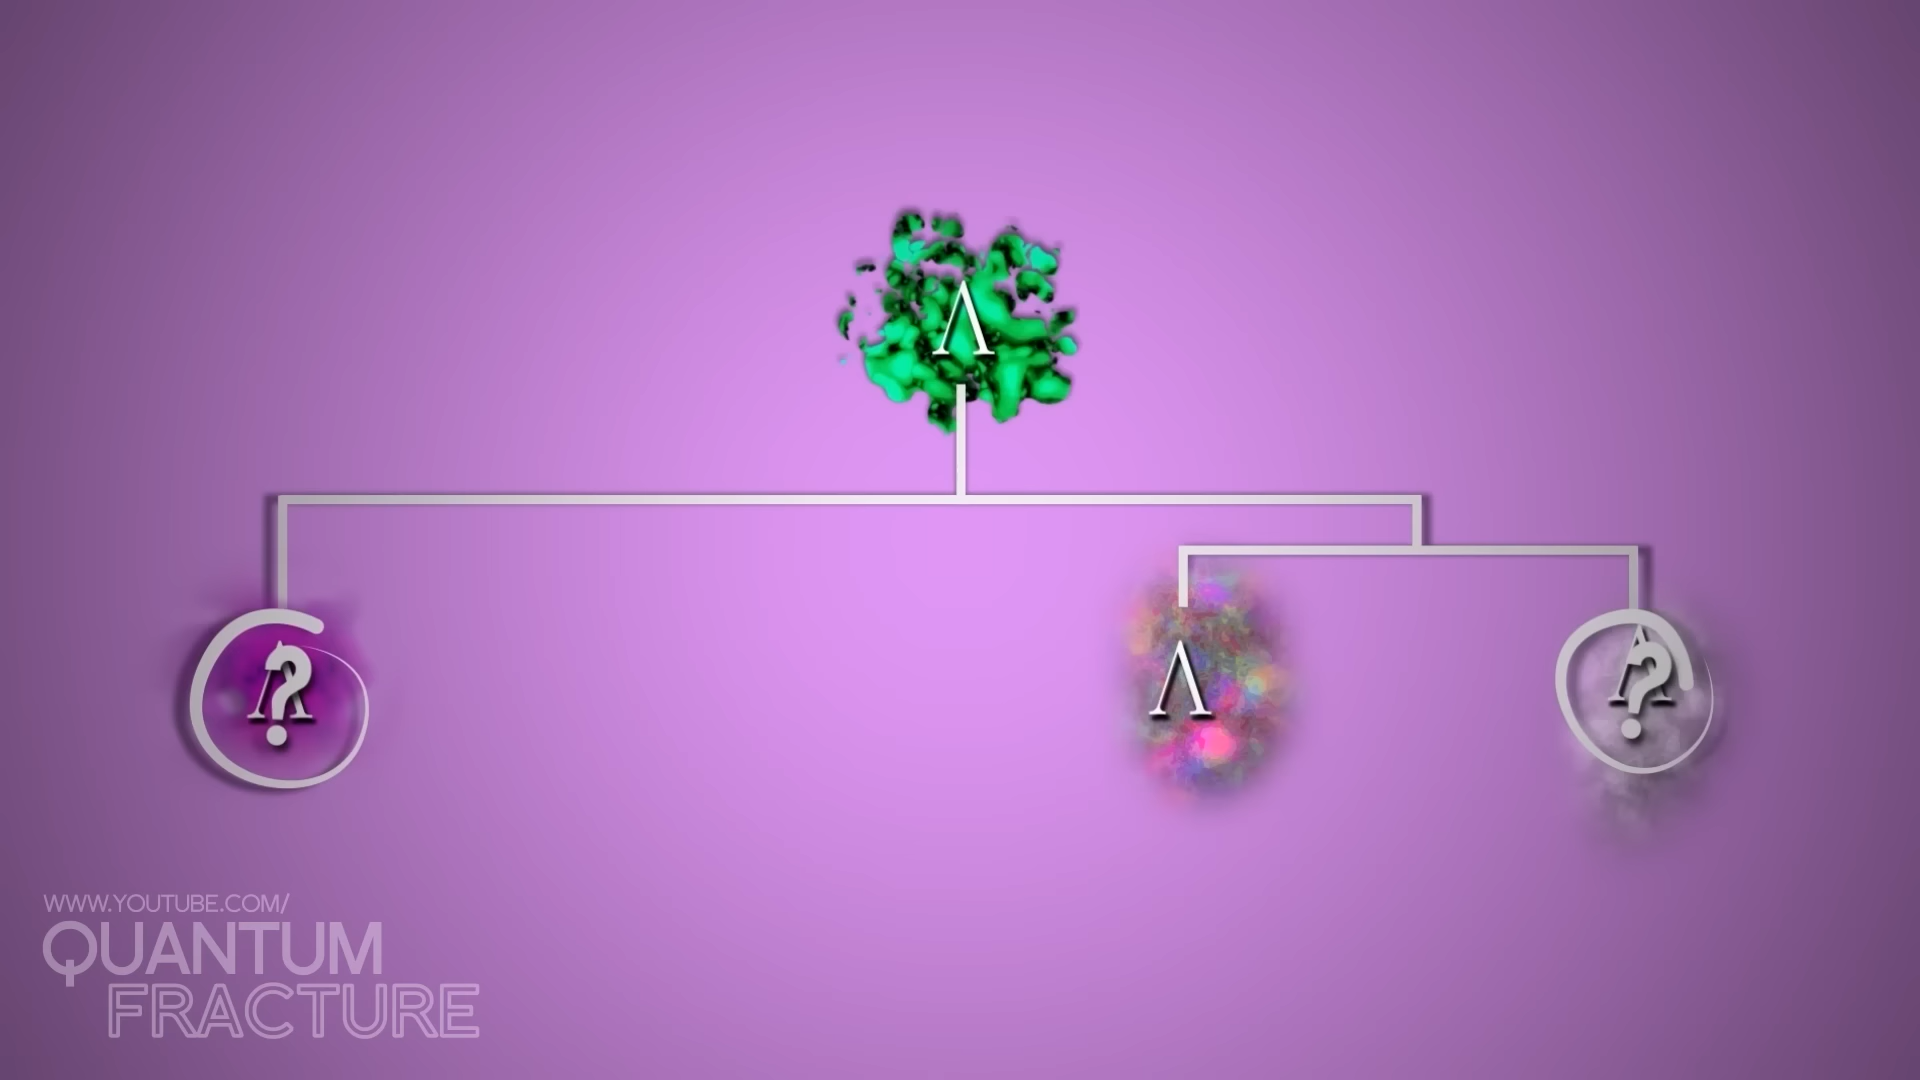 Λ
Λ ?
Λ
Λ ?
WWW.YOUTUBE.COM/
QUANTUM
FRACTURE